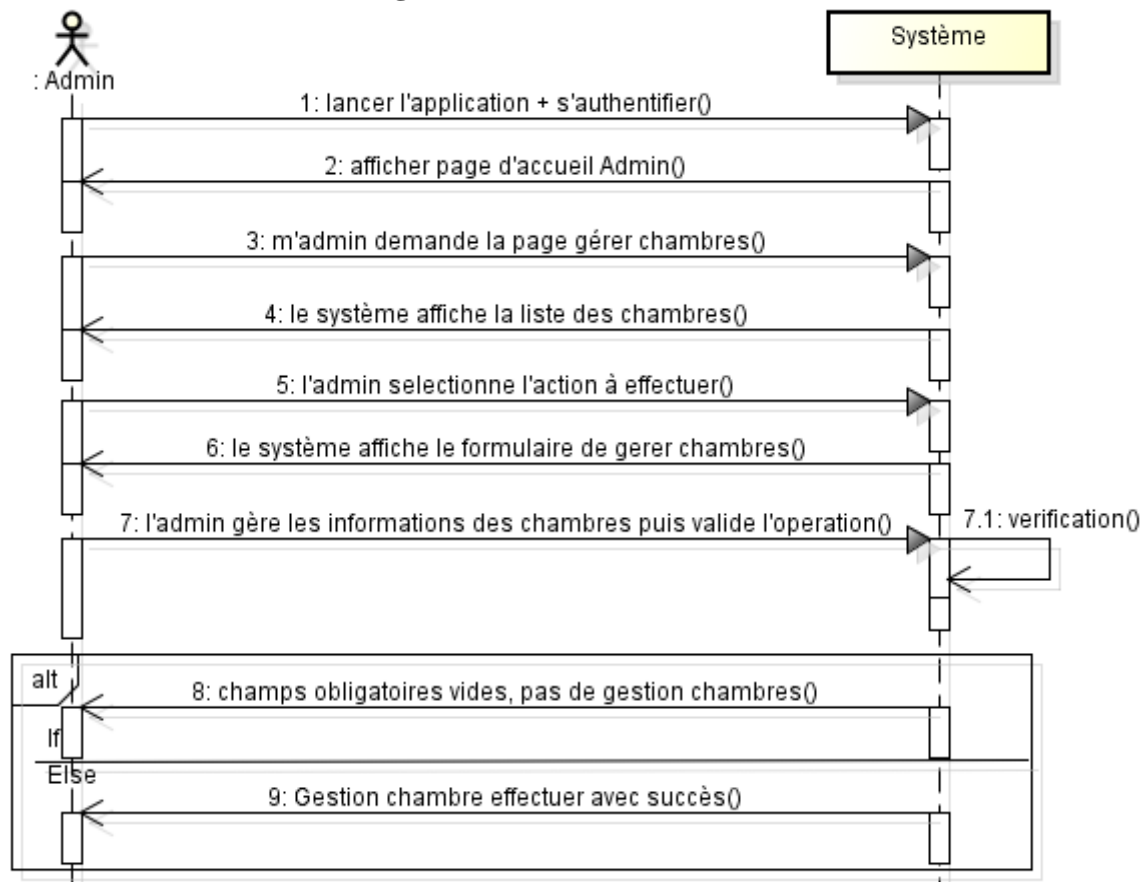 Système
: Admin
1: lancer l'application + s'authentifier()
2: afficher page d'accueil Admin()
3: m'admin demande la page gérer chambres()
4: le système affiche la liste des chambres()
5: l'admin selectionne l'action à effectuer()
6: le système affiche le formulaire de gerer chambres()
7: l'admin gère les informations des chambres puis valide l'operation()
7.1: verification()
alt
8: champs obligatoires vides, pas de gestion chambres()
If
Else
9: Gestion chambre effectuer avec succès()